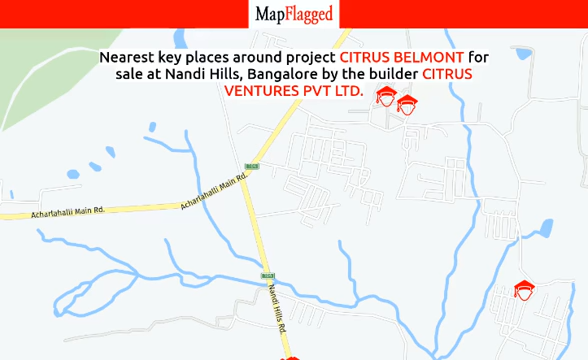 MapFlagged
Nearest key places around project CITRUS BELMONT for
sale at Nandi Hills, Bangalore by the builder CITRUS
VENTURES PVT LTD.
Acharlahalli Main Rd.
Acharlahalli Main Rd.
Nandi Hills Rd.